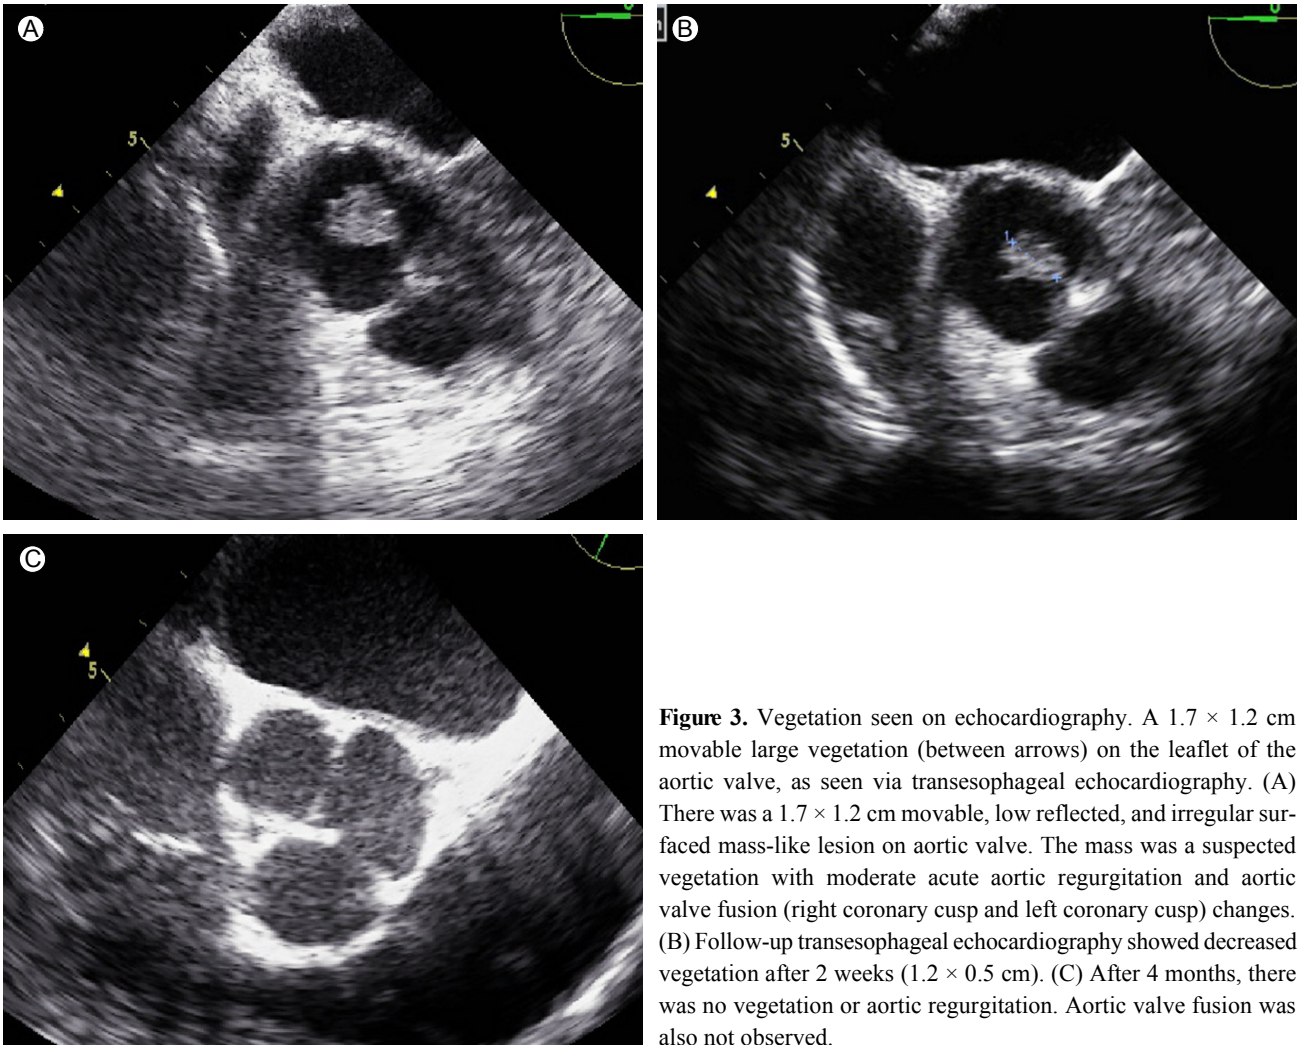 A
B
5
5
1
C
5
Figure 3. Vegetation seen on echocardiography. A 1.7 × 1.2 cm
movable large vegetation (between arrows) on the leaflet of the
aortic valve, as seen via transesophageal echocardiography. (A)
There was a 1.7 × 1.2 cm movable, low reflected, and irregular sur-
faced mass-like lesion on aortic valve. The mass was a suspected
vegetation with moderate acute aortic regurgitation and aortic
valve fusion (right coronary cusp and left coronary cusp) changes.
(B) Follow-up transesophageal echocardiography showed decreased
vegetation after 2 weeks (1.2 × 0.5 cm). (C) After 4 months, there
was no vegetation or aortic regurgitation. Aortic valve fusion was
also not observed.